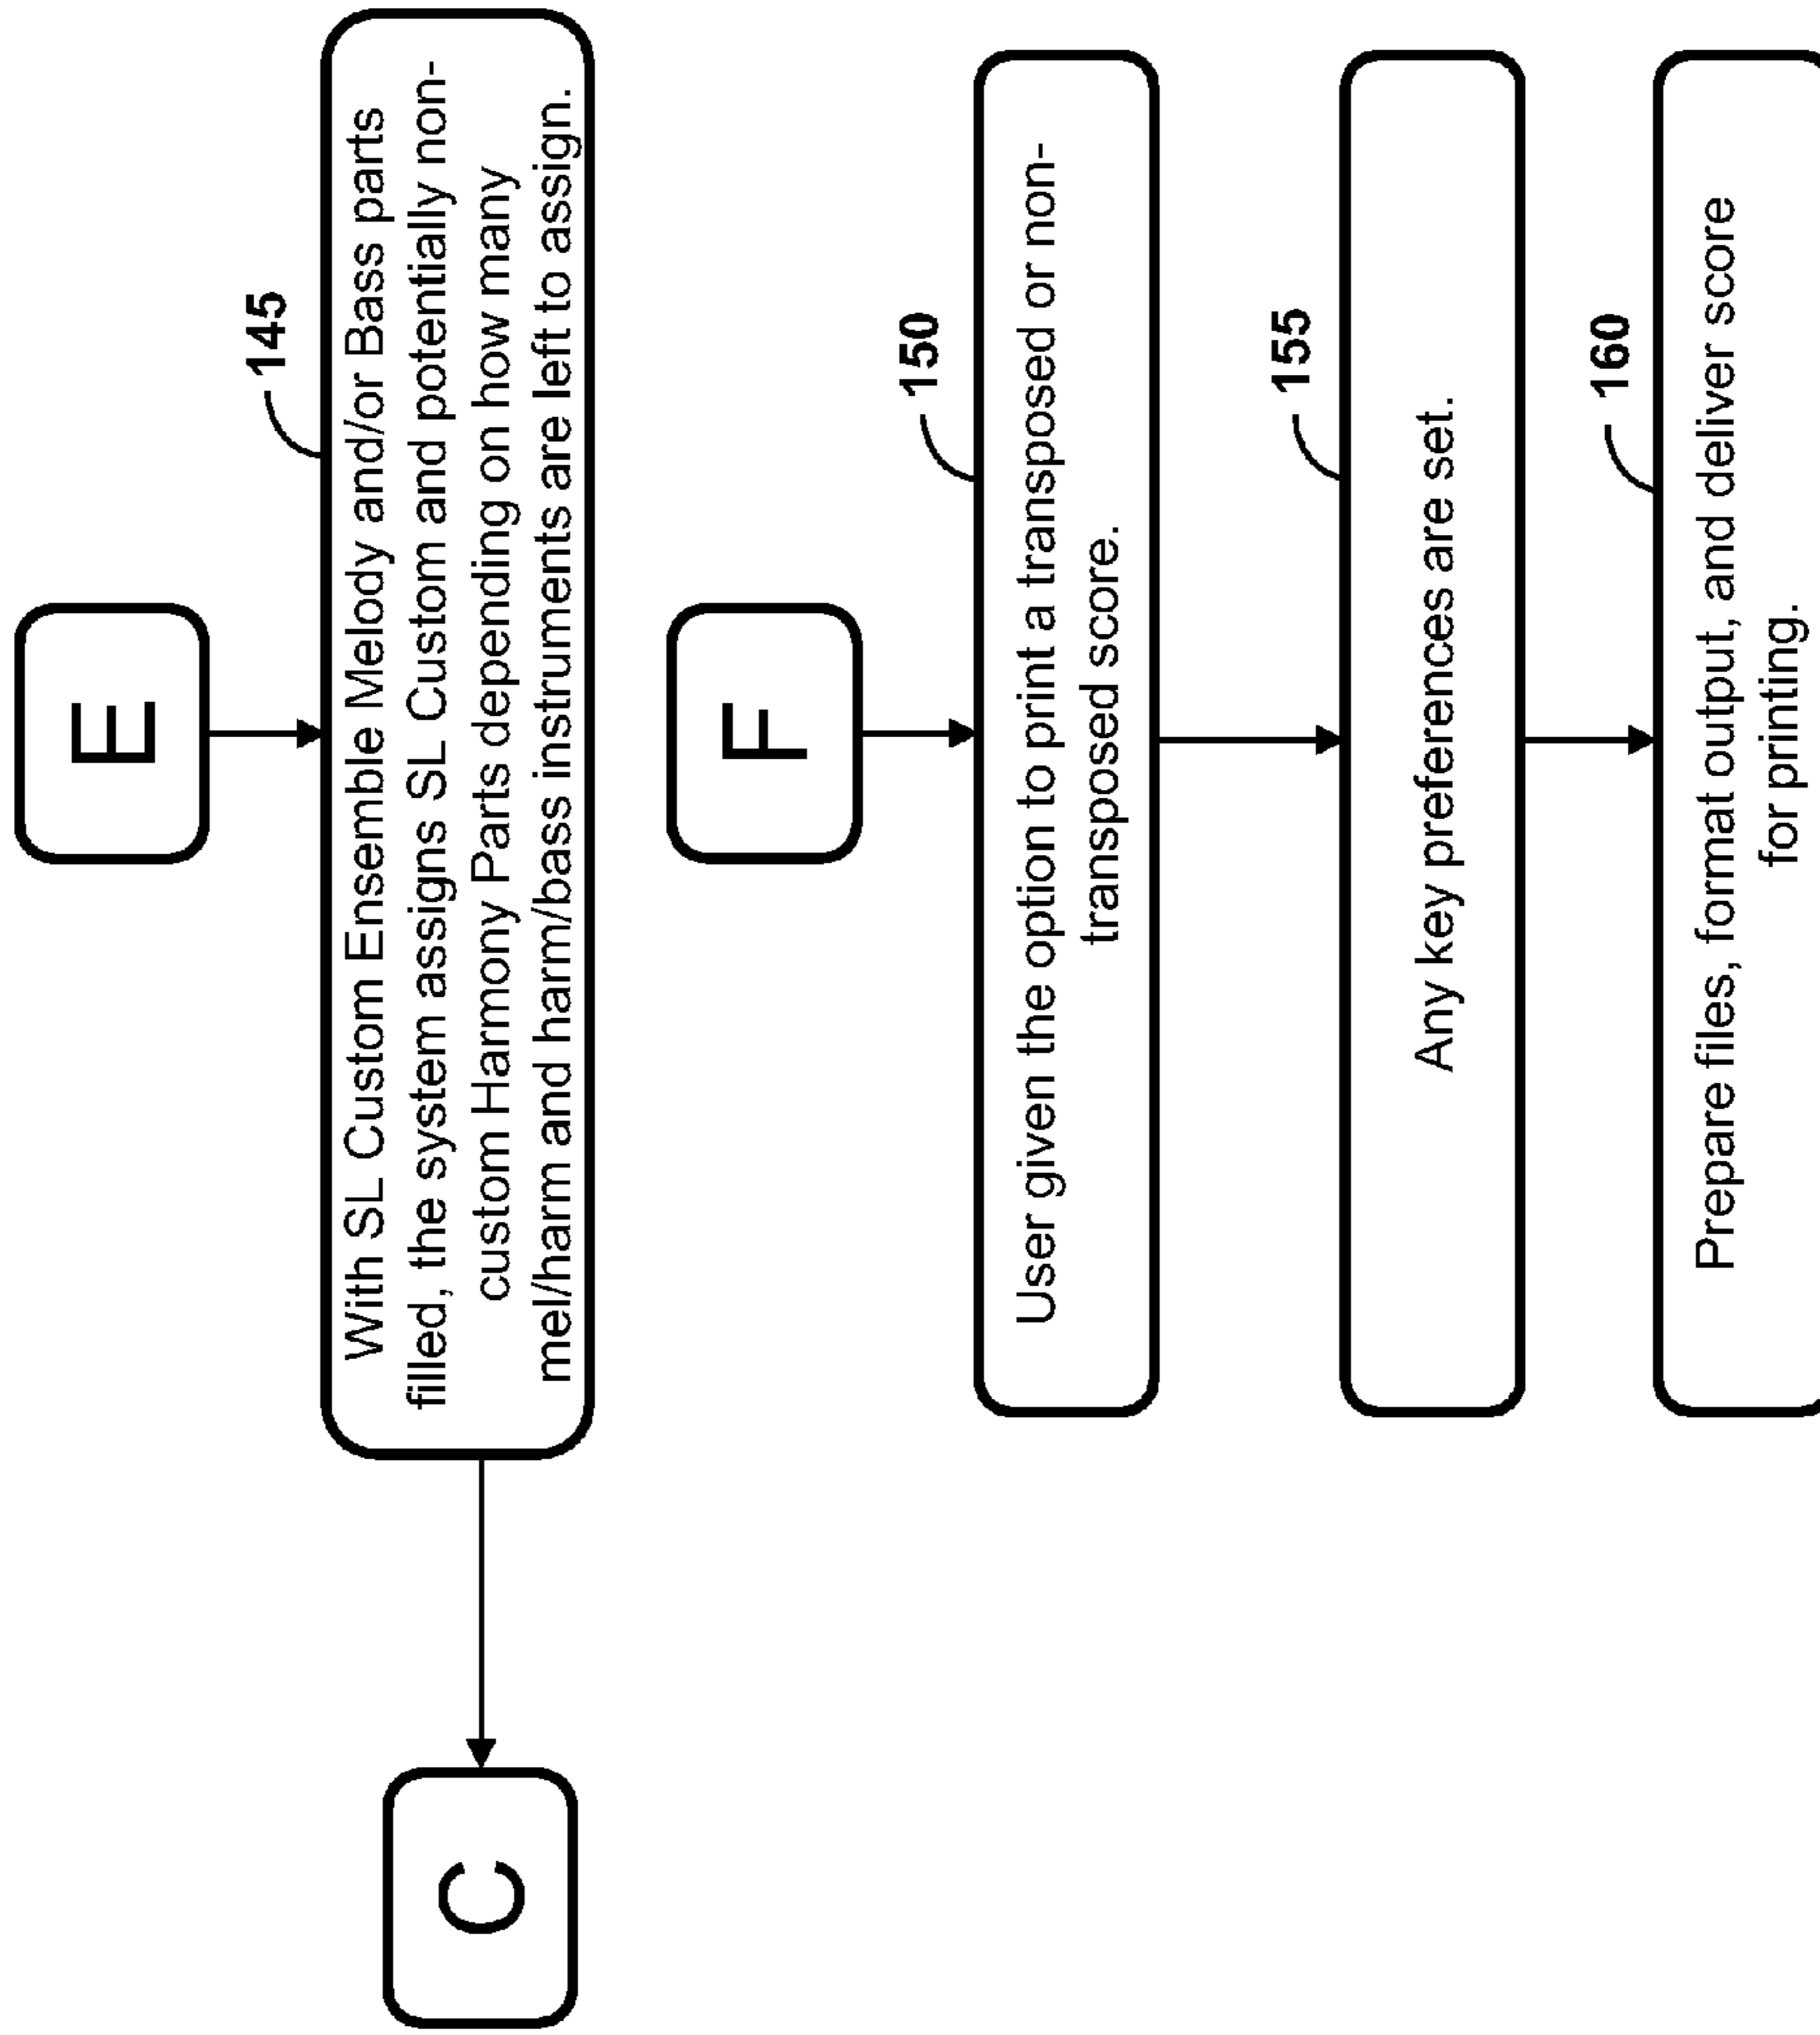 E
145
With SL Custom Ensemble Melody and/or Bass parts
filled, the system assigns SL Custom and potentially non-
custom Harmony Parts depending on how many
mel/harm and harm/bass instruments are left to assign.
C
F
150
User given the option to print a transposed or non-
transposed score.
155
Any key preferences are set.
160
Prepare files, format output, and deliver score
for printing.